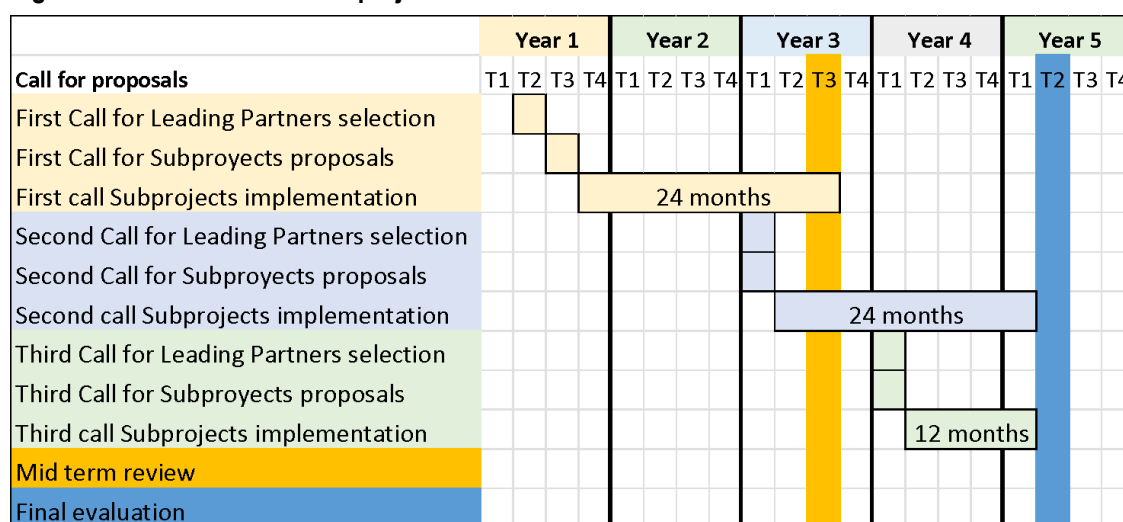 Year 1 Year 2 Year 3 Year 4 Year 5
Call for proposals T1 T2 T3 T4 T1 T2 T3 T4 T1 T2 T3 T4 T1 T2 T3 T4 T1 T2 T3 T4
First Call for Leading Partners selection
First Call for Subproyects proposals
First call Subprojects implementation 24 months
Second Call for Leading Partners selection
Second Call for Subproyects proposals
Second call Subprojects implementation 24 months
Third Call for Leading Partners selection
Third Call for Subproyects proposals
Third call Subprojects implementation 12 months
Mid term review
Final evaluation